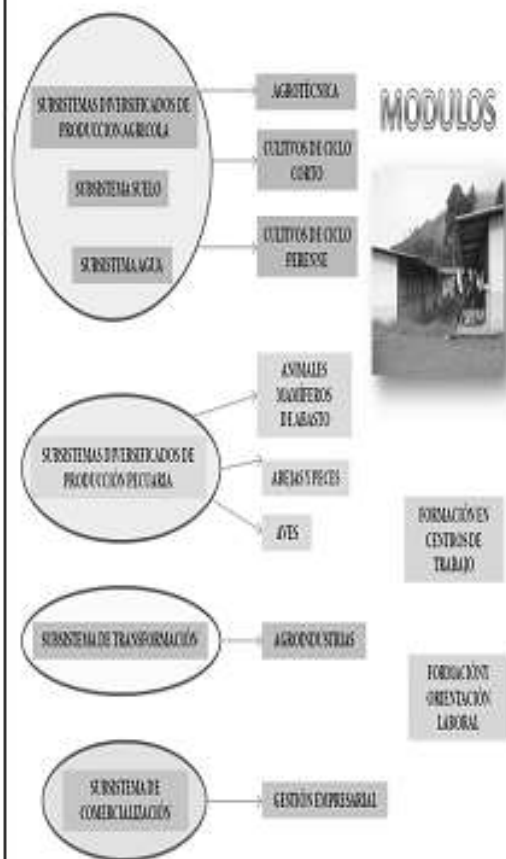 SUBSISTEMAS DIVERSIFICADOS DE
PRODUCCION AGRICOLA
SUBSISTEMA SUELO
SUBSISTEMA AGUA
AGROTÉCNICA
CULTIVOS DE CICLO
CORTO
CULTIVOS DE CICLO
PERENSE
MODULOS
SUBSISTEMAS DIVERSIFICADOS DE
PRODUCCIÓN PECUARIA
ANIMALES
MAMÍFEROS
DE ABASTO
ABEJAS Y PECES
AVES
FORMACIÓN EN
CENTROS DE
TRABAJO
SUBSISTEMA DE TRANSFORMACIÓN
AGROINDUSTRIAS
FORMACIÓN Y
ORIENTACIÓN
LABORAL
SUBSISTEMA DE
COMERCIALIZACIÓN
GESTIÓN EMPRESARIAL